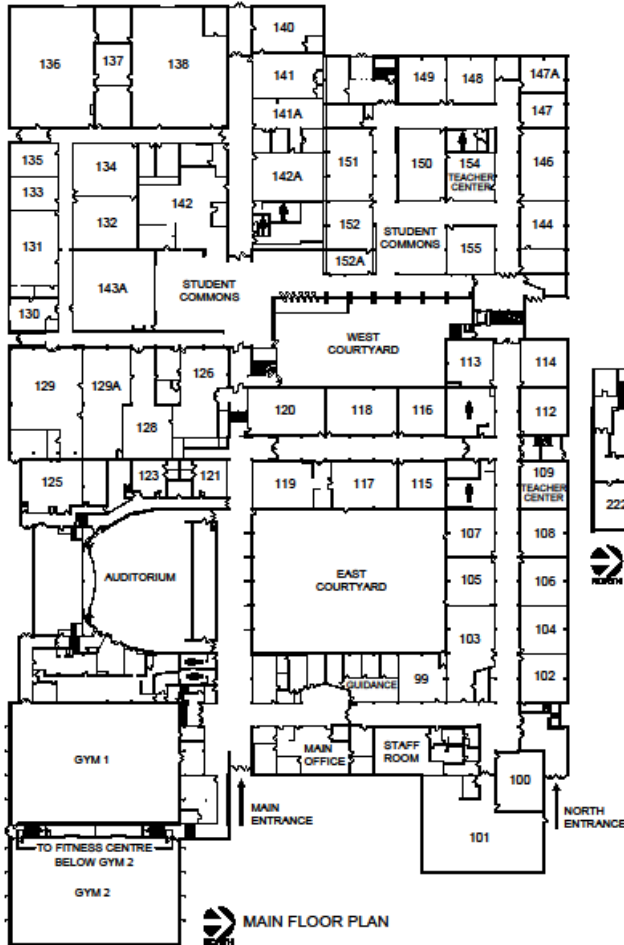 140
136
137
138
141
149
148
147A
141A
147
135
134
151
150
154
TEACHER
CENTER
146
133
142A
142
132
131
152
STUDENT
COMMONS
144
155
152A
143A
STUDENT
COMMONS
130
WEST
COURTYARD
113
114
129
129A
126
120
118
116
112
128
125
123
121
119
117
115
109
TEACHER
CENTER
222
107
108
NORTH
AUDITORIUM
EAST
COURTYARD
105
106
103
104
GUIDANCE
99
102
GYM 1
MAIN
OFFICE
STAFF
ROOM
100
MAIN
ENTRANCE
NORTH
ENTRANCE
101
TO FITNESS CENTRE
BELOW GYM 2
GYM 2
NORTH
MAIN FLOOR PLAN